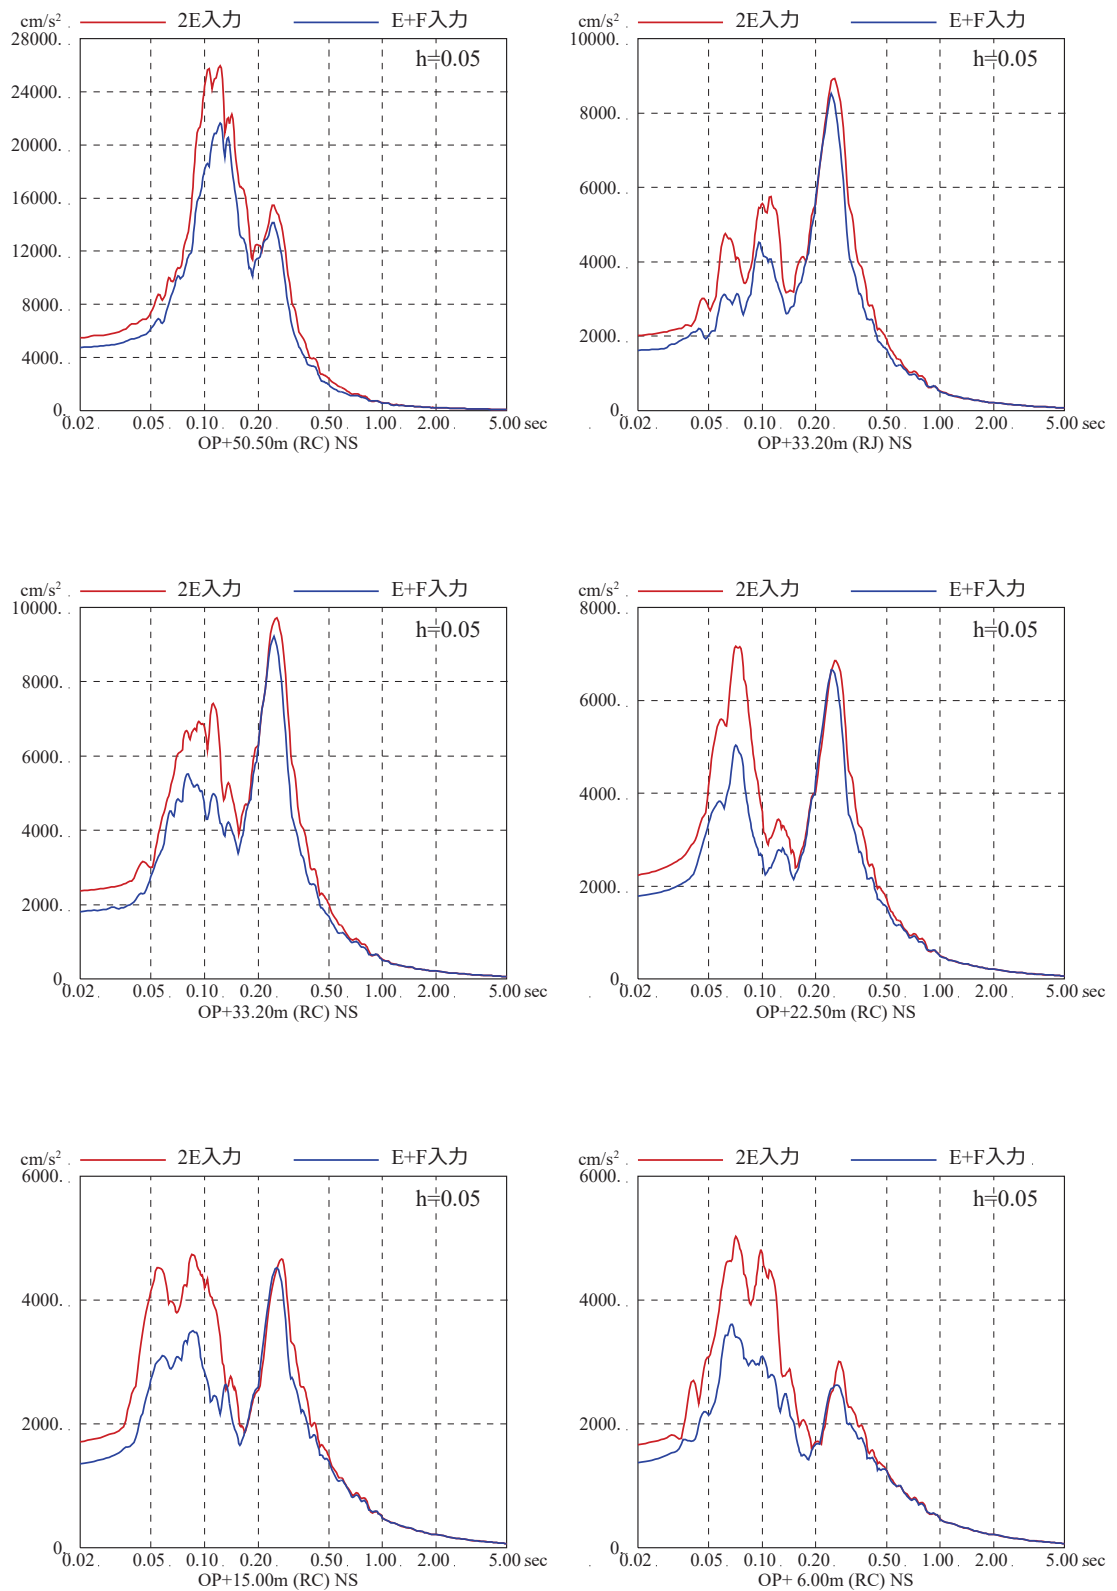 cm/s² 2E入力 E+F入力
28000.
h=0.05
24000.
20000.
16000.
12000.
8000.
4000.
0.
0.02 0.05 0.10 0.20 0.50 1.00 2.00 5.00 sec
OP+50.50m (RC) NS
cm/s² 2E入力 E+F入力
10000.
h=0.05
8000.
6000.
4000.
2000.
0.
0.02 0.05 0.10 0.20 0.50 1.00 2.00 5.00 sec
OP+33.20m (RJ) NS
cm/s² 2E入力 E+F入力
10000.
h=0.05
8000.
6000.
4000.
2000.
0.
0.02 0.05 0.10 0.20 0.50 1.00 2.00 5.00 sec
OP+33.20m (RC) NS
cm/s² 2E入力 E+F入力
8000.
h=0.05
6000.
4000.
2000.
0.
0.02 0.05 0.10 0.20 0.50 1.00 2.00 5.00 sec
OP+22.50m (RC) NS
cm/s² 2E入力 E+F入力
6000.
h=0.05
4000.
2000.
0.
0.02 0.05 0.10 0.20 0.50 1.00 2.00 5.00 sec
OP+15.00m (RC) NS
cm/s² 2E入力 E+F入力
6000.
h=0.05
4000.
2000.
0.
0.02 0.05 0.10 0.20 0.50 1.00 2.00 5.00 sec
OP+ 6.00m (RC) NS